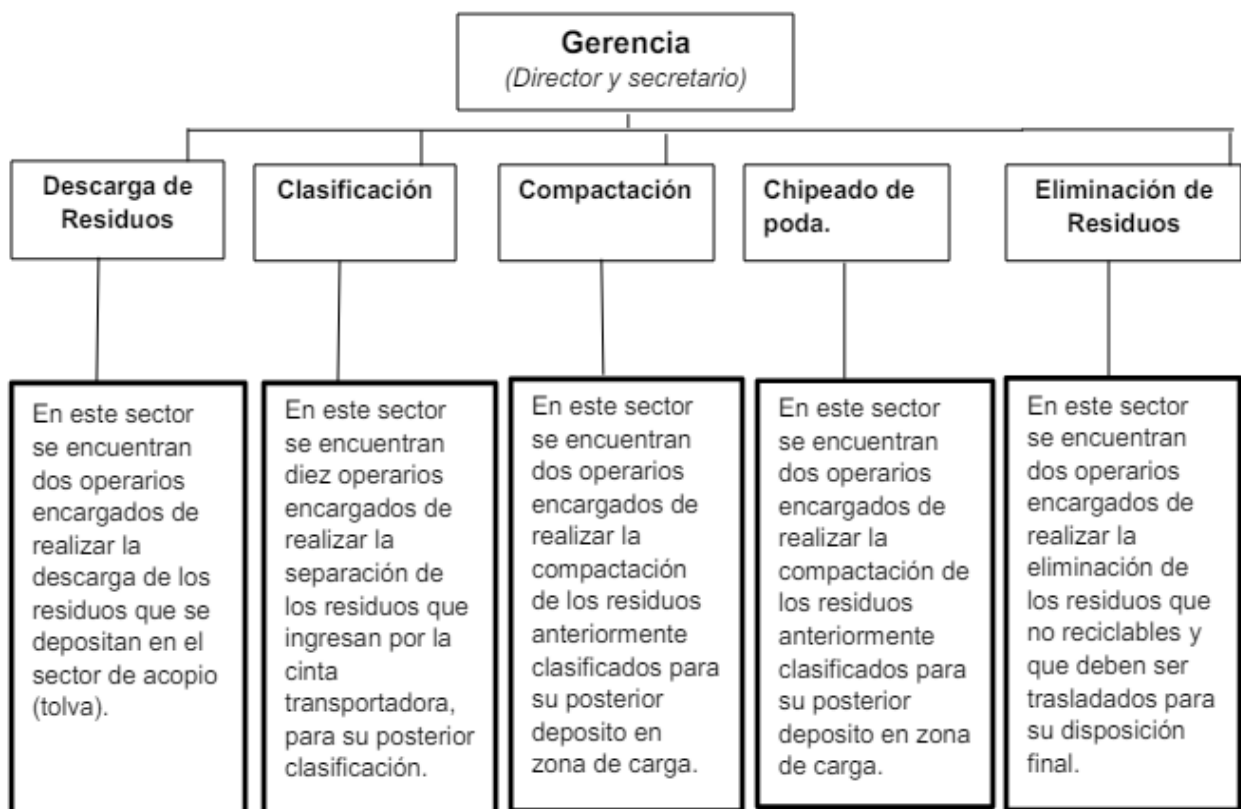 Gerencia
(Director y secretario)
Descarga de
Residuos
Clasificación
Compactación
Chipeado de
poda.
Eliminación de
Residuos
En este sector
se encuentran
dos operarios
encargados de
realizar la
descarga de los
residuos que se
depositan en el
sector de acopio
(tolva).
En este sector
se encuentran
diez operarios
encargados de
realizar la
separación de
los residuos que
ingresan por la
cinta
transportadora,
para su posterior
clasificación.
En este sector
se encuentran
dos operarios
encargados de
realizar la
compactación
de los residuos
anteriormente
clasificados para
su posterior
deposito en
zona de carga.
En este sector
se encuentran
dos operarios
encargados de
realizar la
compactación de
los residuos
anteriormente
clasificados para
su posterior
deposito en zona
de carga.
En este sector
se encuentran
dos operarios
encargados de
realizar la
eliminación de
los residuos que
no reciclables y
que deben ser
trasladados para
su disposición
final.